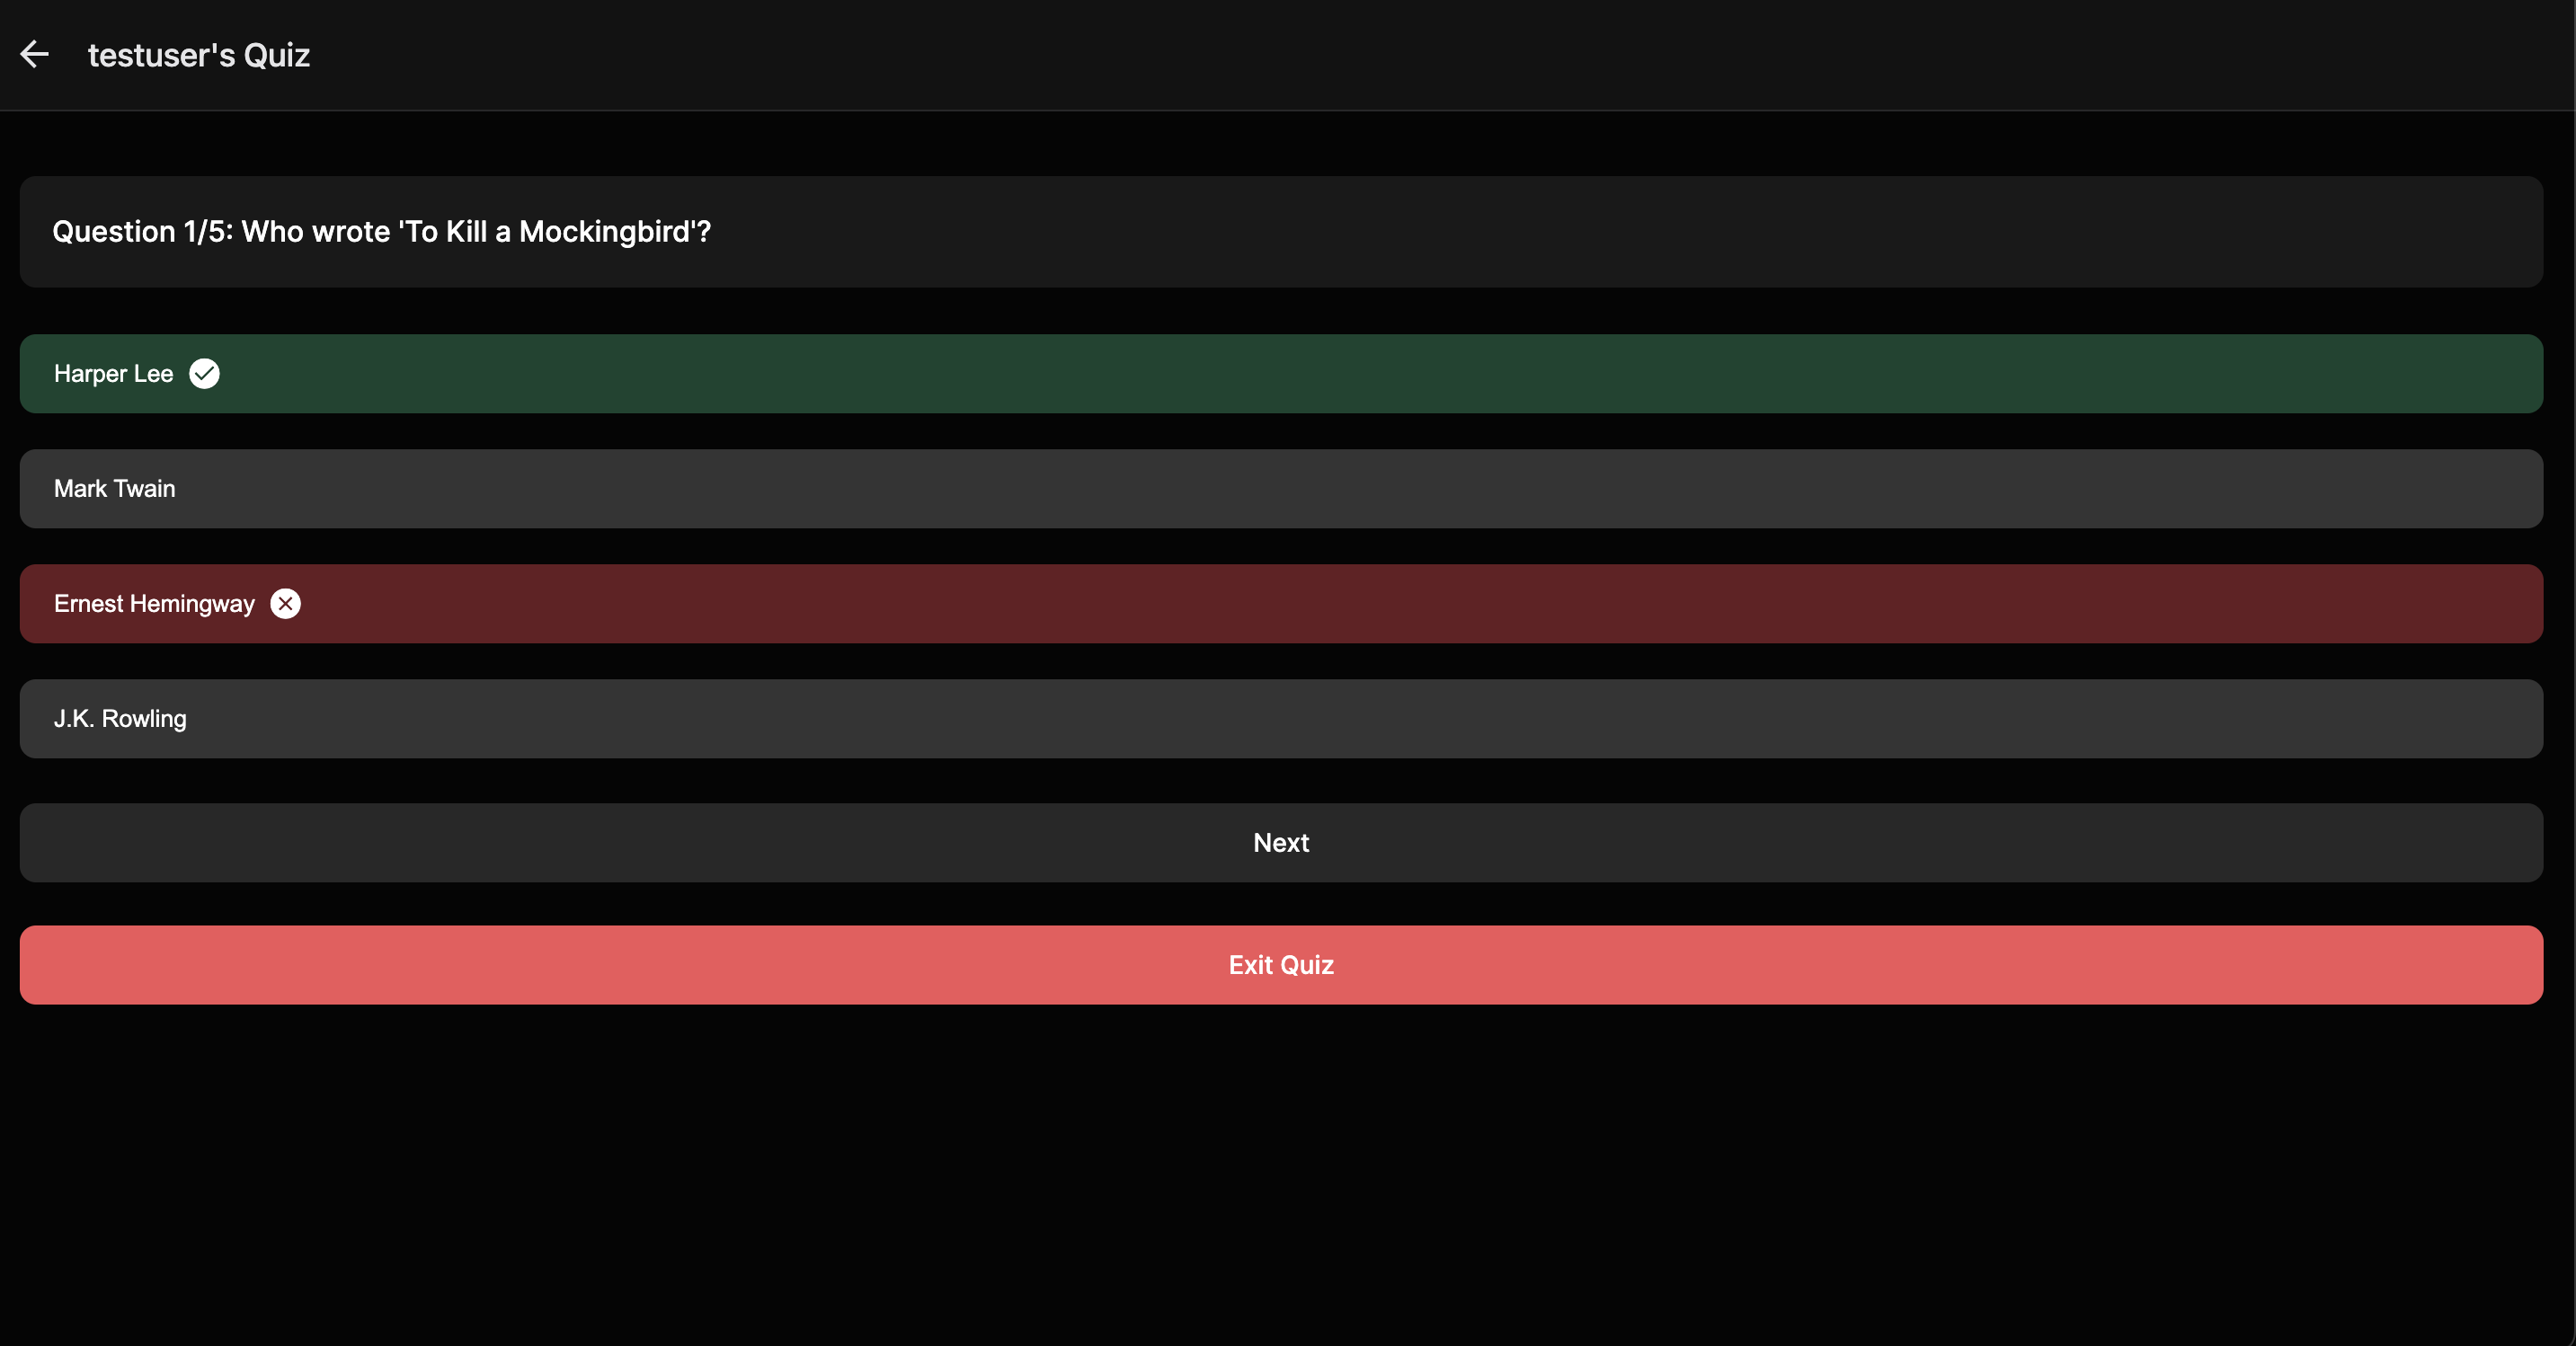 testuser's Quiz
Question 1/5: Who wrote 'To Kill a Mockingbird'?
Harper Lee
Mark Twain
Ernest Hemingway
J.K. Rowling
Next
Exit Quiz